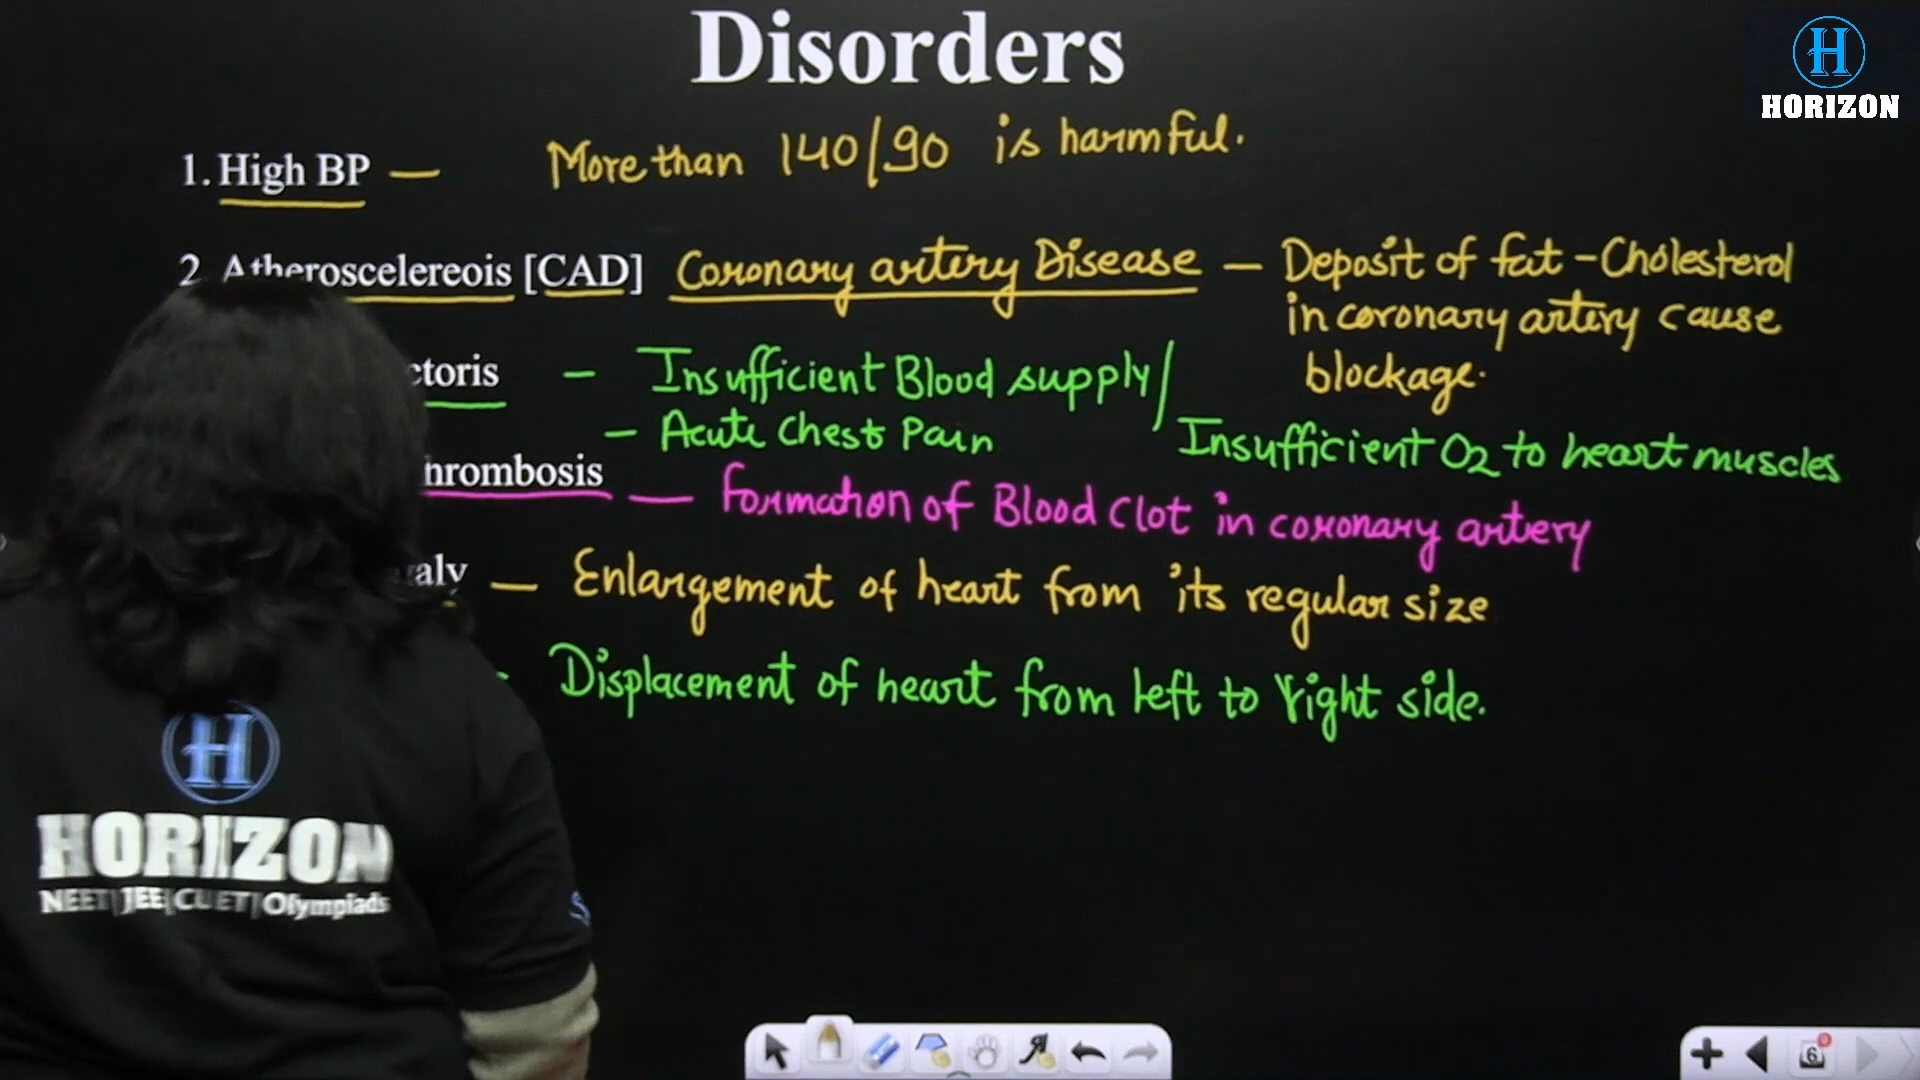 Disorders
H
HORIZON
1. High BP — More than 140/90 is harmful.
2. Atheroscelereois [CAD] Coronary artery Disease — Deposit of fat - Cholesterol
in coronary artery cause
blockage.
ctoris - Insufficient Blood supply/
- Acute Chest Pain
Insufficient O2 to heart muscles
hrombosis — Formation of Blood Clot in coronary artery
aly — Enlargement of heart from its regular size
- Displacement of heart from left to right side.
H
HORIZON
NEET|JEE|CUET|Olympiads
6